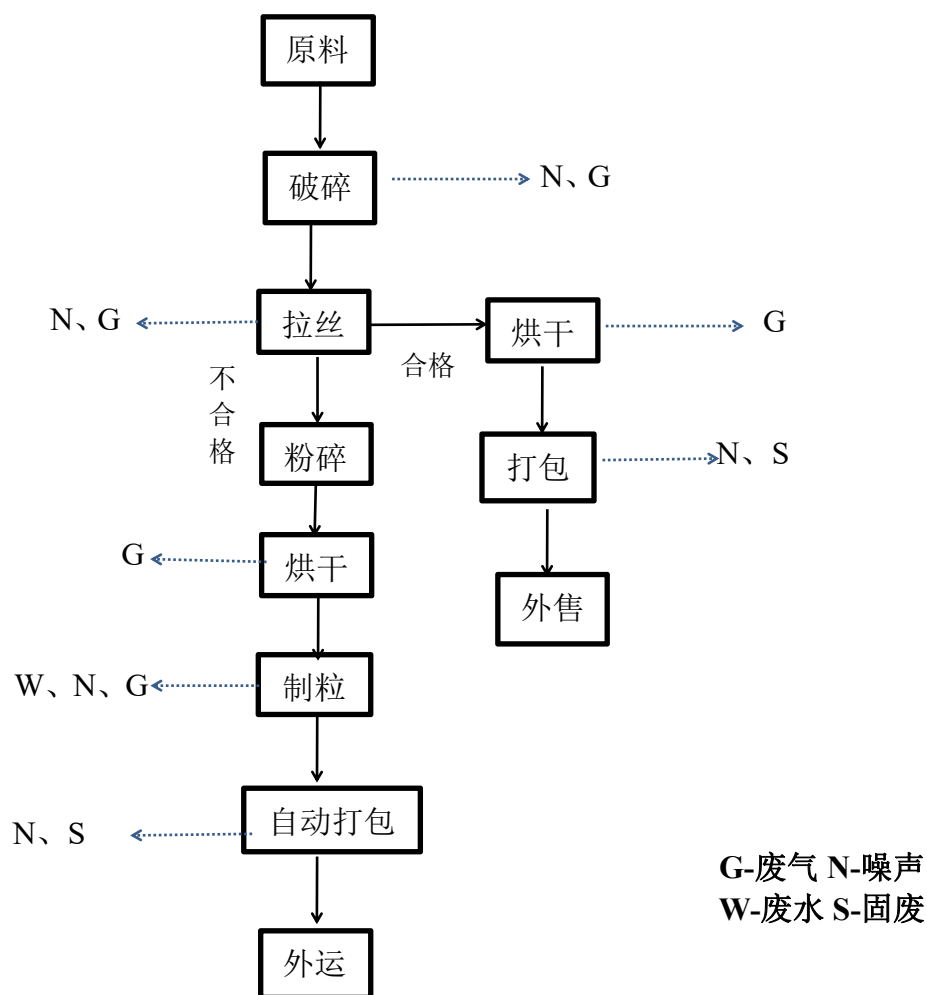 原料
破碎
N、G
N、G
拉丝
合格
烘干
G
不合格
粉碎
打包
N、S
G
烘干
外售
W、N、G
制粒
N、S
自动打包
G-废气 N-噪声
W-废水 S-固废
外运